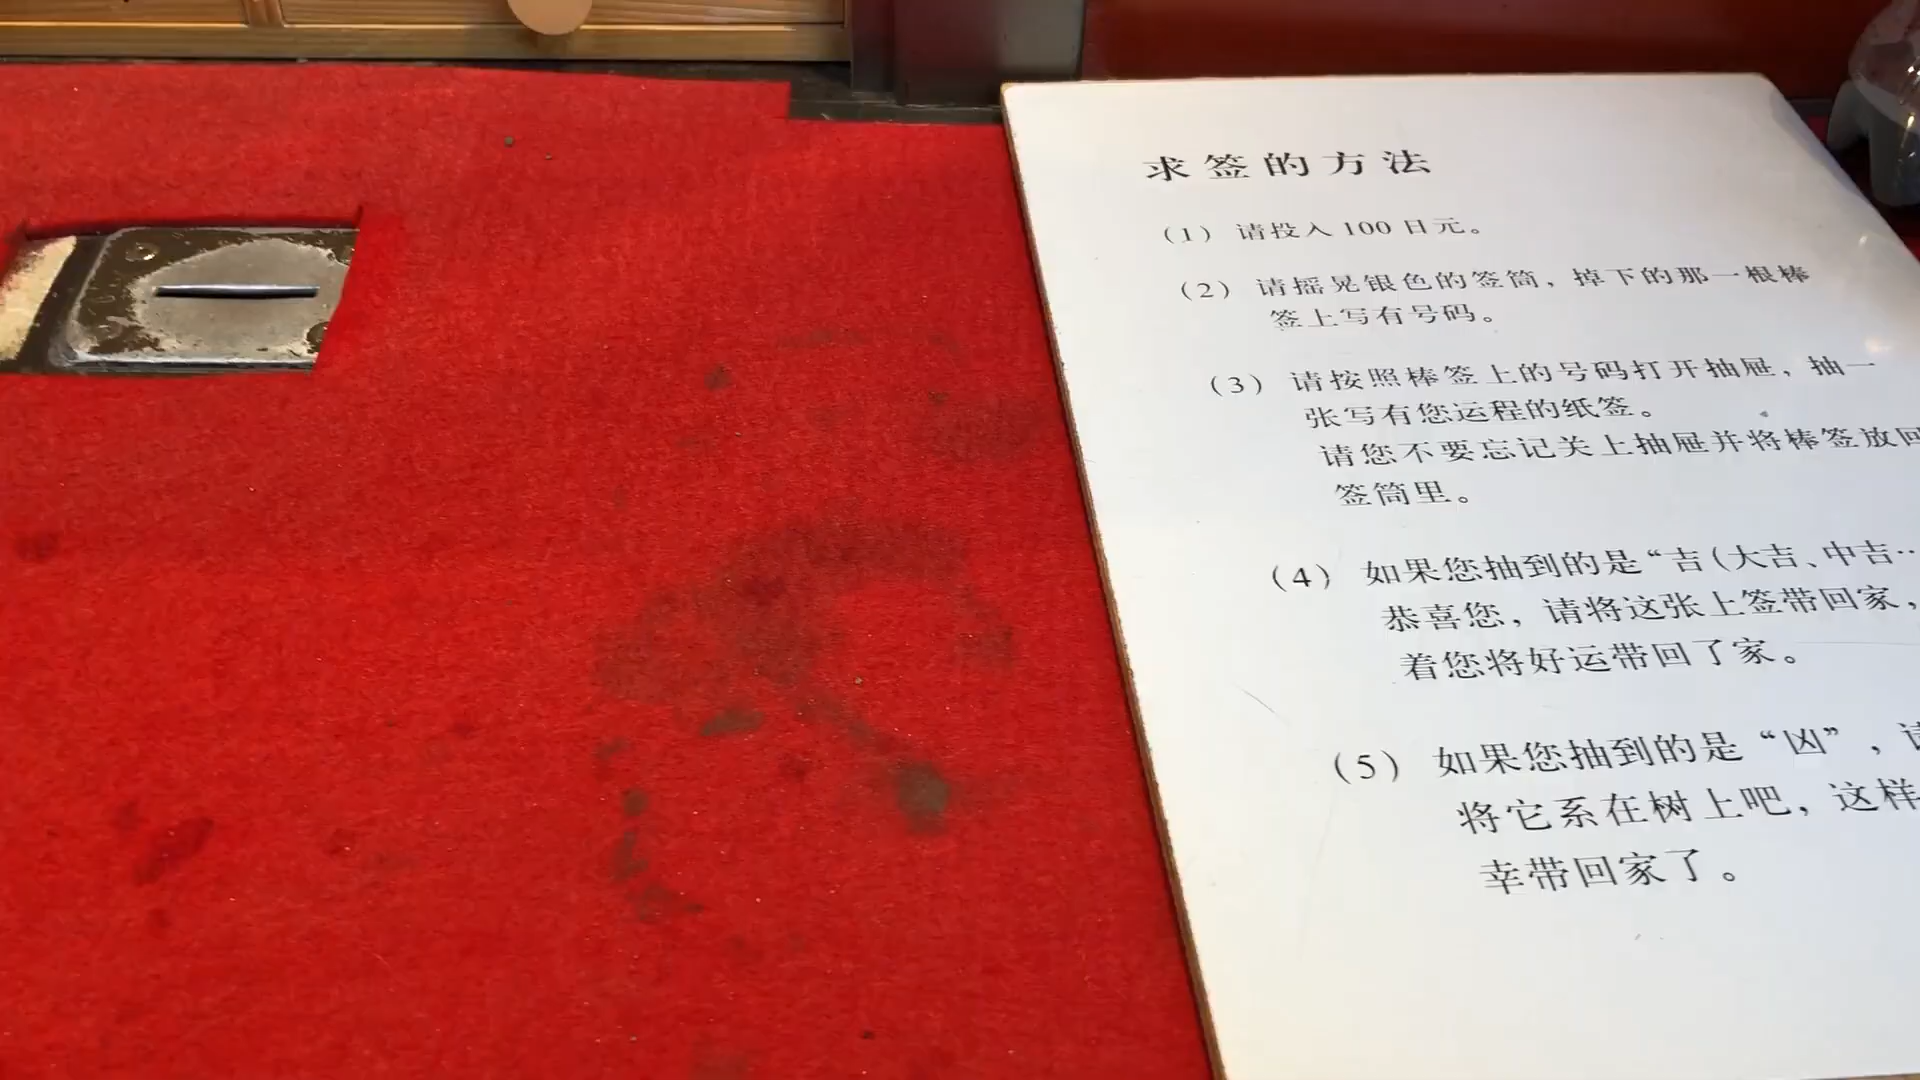 求签的方法
（1）请投入100日元。
（2）请摇晃银色的签筒，掉下的那一根棒
签上写有号码。
（3）请按照棒签上的号码打开抽屉，抽一
张写有您运程的纸签。
请您不要忘记关上抽屉并将棒签放回
签筒里。
（4）如果您抽到的是“吉（大吉、中吉…
恭喜您，请将这张上签带回家，
着您将好运带回了家。
（5）如果您抽到的是“凶”，请
将它系在树上吧，这样
幸带回家了。